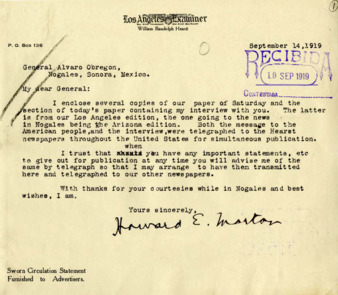 Los Angeles Examiner
William Randolph Hearst
P. O. Box 136
September 14, 1919
RECIBIDA
19 SEP 1919
General Alvaro Obregon,
Nogales, Sonora, Mexico.
My dear General:
I enclose several copies of our paper of Saturday and the
section of today's paper containing my interview with you. The latter
is from our Los Angeles edition, the one going to the news
in Nogales being the Arizona edition. Both the message to the
American people, and the interview, were telegraphed to the Hearst
newspapers throughout the United States for simultaneous publication.
when
I trust that you have any important statements, etc
to give out for publication at any time you will advise me of the
same by telegraph so that I may arrange to have them transmitted
here and telegraphed to our other newspapers.
With thanks for your courtesies while in Nogales and best
wishes, I am.
Yours sincerely,
Howard E. Morton
Sworn Circulation Statement
Furnished to Advertisers.